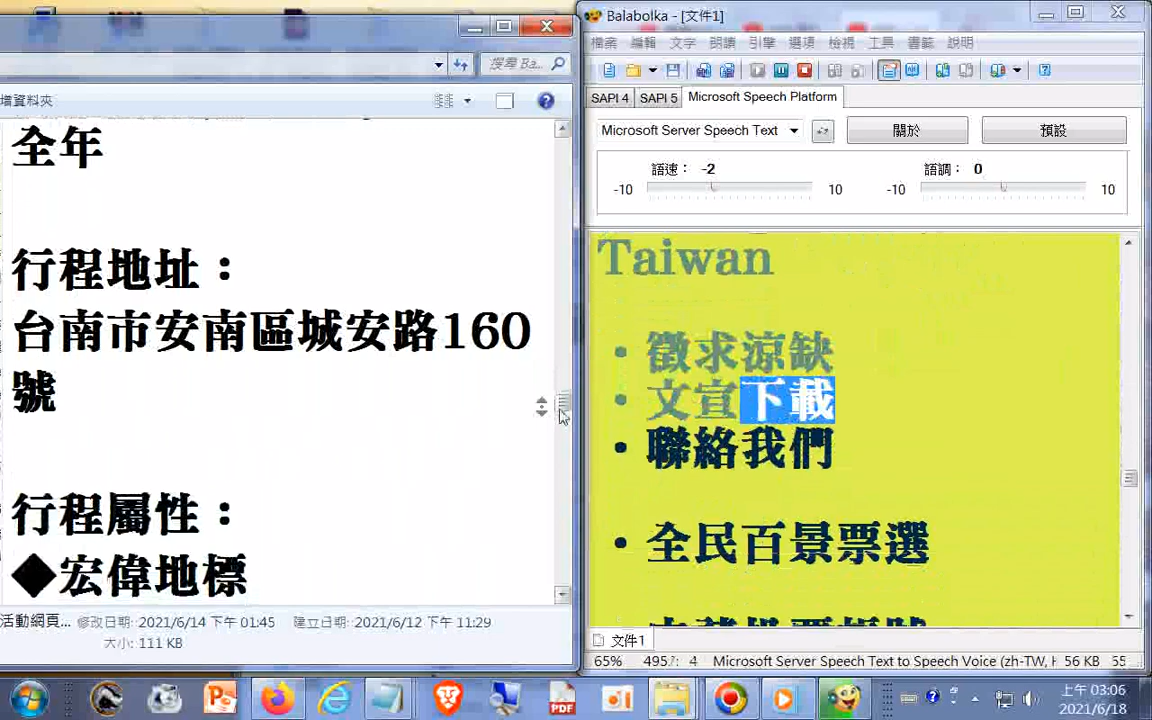 搜尋 Ba...
增資料夾
全年
行程地址：
台南市安南區城安路160
號
行程屬性：
◆宏偉地標
活動網頁... 修改日期: 2021/6/14 下午 01:45 建立日期: 2021/6/12 下午 11:29
大小: 111 KB
Balabolka - [文件1]
檔案 編輯 文字 朗讀 引擎 選項 檢視 工具 書籤 說明
SAPI 4 SAPI 5 Microsoft Speech Platform
Microsoft Server Speech Text 關於 預設
語速： -2 語調： 0
-10 10 -10 10
Taiwan
• 徵求涼缺
• 文宣下載
• 聯絡我們
• 全民百景票選
文件1
65% 495: 4 Microsoft Server Speech Text to Speech Voice (zh-TW, H 56 KB 55
PDF
上午 03:06
2021/6/18